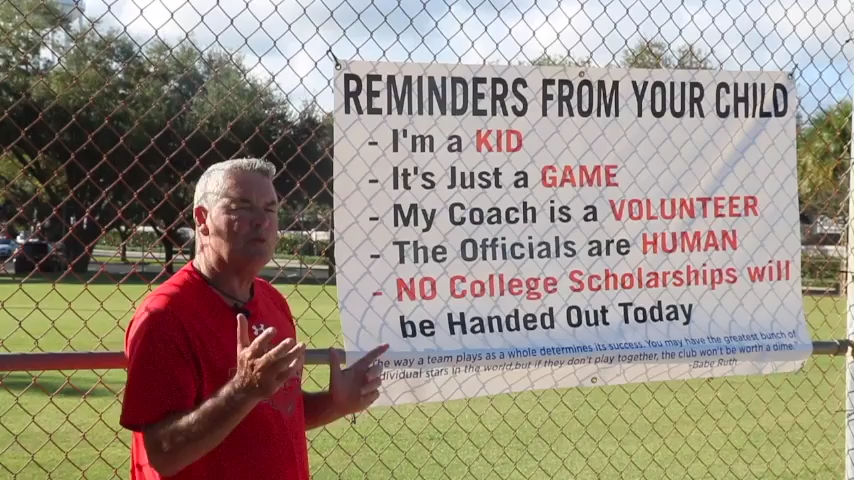 REMINDERS FROM YOUR CHILD
- I'm a KID
- It's Just a GAME
- My Coach is a VOLUNTEER
- The Officials are HUMAN
- NO College Scholarships will
be Handed Out Today
he way a team plays as a whole determines its success. You may have the greatest bunch of
dividual stars in the world, but if they don't play together, the club won't be worth a dime."
-Babe Ruth